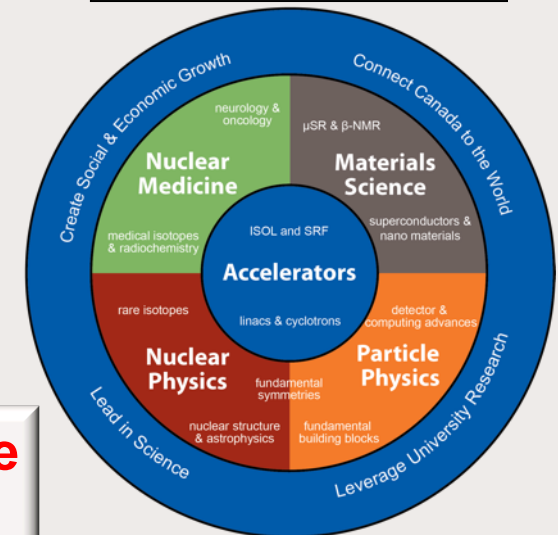 Create Social & Economic Growth
Connect Canada to the World
neurology &
oncology
Nuclear
Medicine
medical isotopes
& radiochemistry
μSR & β-NMR
Materials
Science
superconductors &
nano materials
ISOL and SRF
Accelerators
linacs & cyclotrons
rare isotopes
Nuclear
Physics
nuclear structure
& astrophysics
fundamental
symmetries
detector &
computing advances
Particle
Physics
fundamental
building blocks
Lead in Science
Leverage University Research